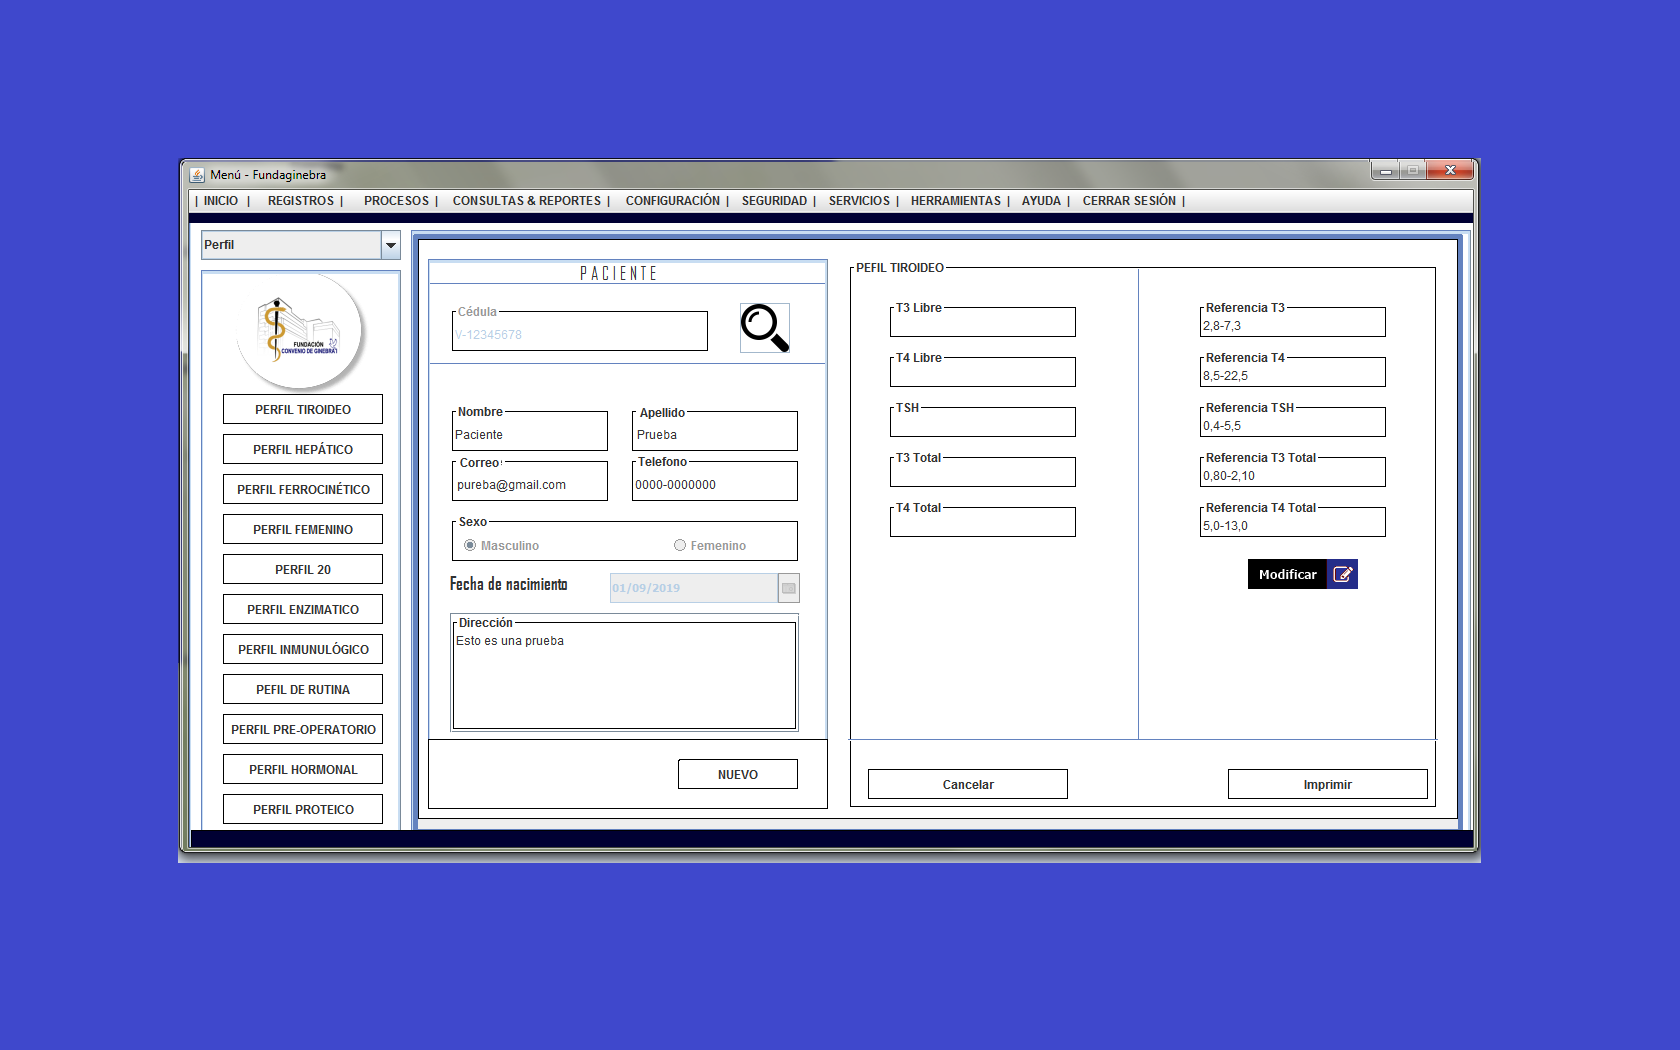 Menú - Fundaginebra
| INICIO | REGISTROS | PROCESOS | CONSULTAS & REPORTES | CONFIGURACIÓN | SEGURIDAD | SERVICIOS | HERRAMIENTAS | AYUDA | CERRAR SESIÓN |
Perfil
FUNDACIÓN
CONVENIO DE GINEBRA
PERFIL TIROIDEO
PERFIL HEPÁTICO
PERFIL FERROCINÉTICO
PERFIL FEMENINO
PERFIL 20
PERFIL ENZIMATICO
PERFIL INMUNULÓGICO
PEFIL DE RUTINA
PERFIL PRE-OPERATORIO
PERFIL HORMONAL
PERFIL PROTEICO
PACIENTE
Cédula
V-12345678
Nombre
Paciente
Apellido
Prueba
Correo
pureba@gmail.com
Telefono
0000-0000000
Sexo
Masculino
Femenino
Fecha de nacimiento
01/09/2019
Dirección
Esto es una prueba
NUEVO
PEFIL TIROIDEO
T3 Libre
T4 Libre
TSH
T3 Total
T4 Total
Referencia T3
2,8-7,3
Referencia T4
8,5-22,5
Referencia TSH
0,4-5,5
Referencia T3 Total
0,80-2,10
Referencia T4 Total
5,0-13,0
Modificar
Cancelar
Imprimir